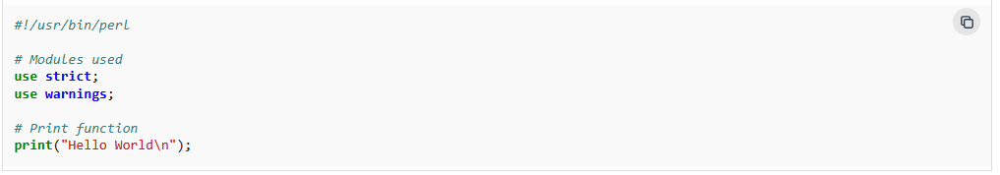 #!/usr/bin/perl
# Modules used
use strict;
use warnings;
# Print function
print("Hello World\n");